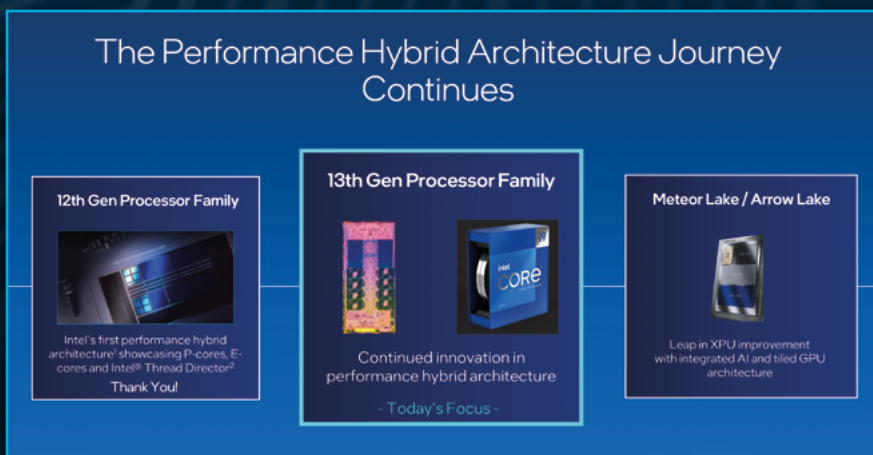 The Performance Hybrid Architecture Journey
Continues
12th Gen Processor Family
Intel's first performance hybrid
architecture¹ showcasing P-cores, E-
cores and Intel® Thread Director²
Thank You!
13th Gen Processor Family
intel
CORE
Continued innovation in
performance hybrid architecture
- Today's Focus -
Meteor Lake / Arrow Lake
Leap in XPU improvement
with integrated AI and tiled GPU
architecture